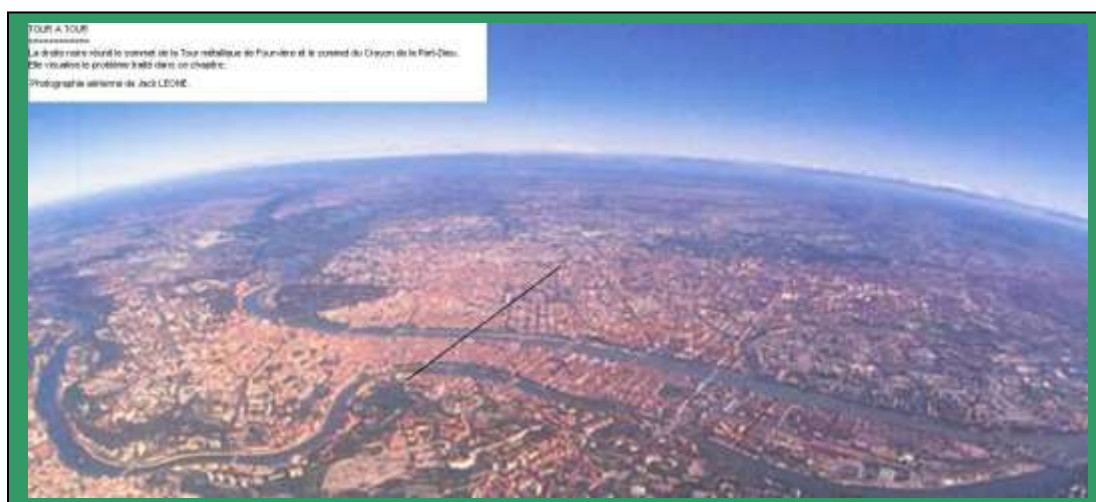 TOUR A TOUR
============
La droite noire réunit le sommet de la Tour métallique de Fourvière et le sommet du Crayon de la Part-Dieu.
Elle visualise le problème traité dans ce chapitre.
Photographie aérienne de Jack LEONE.